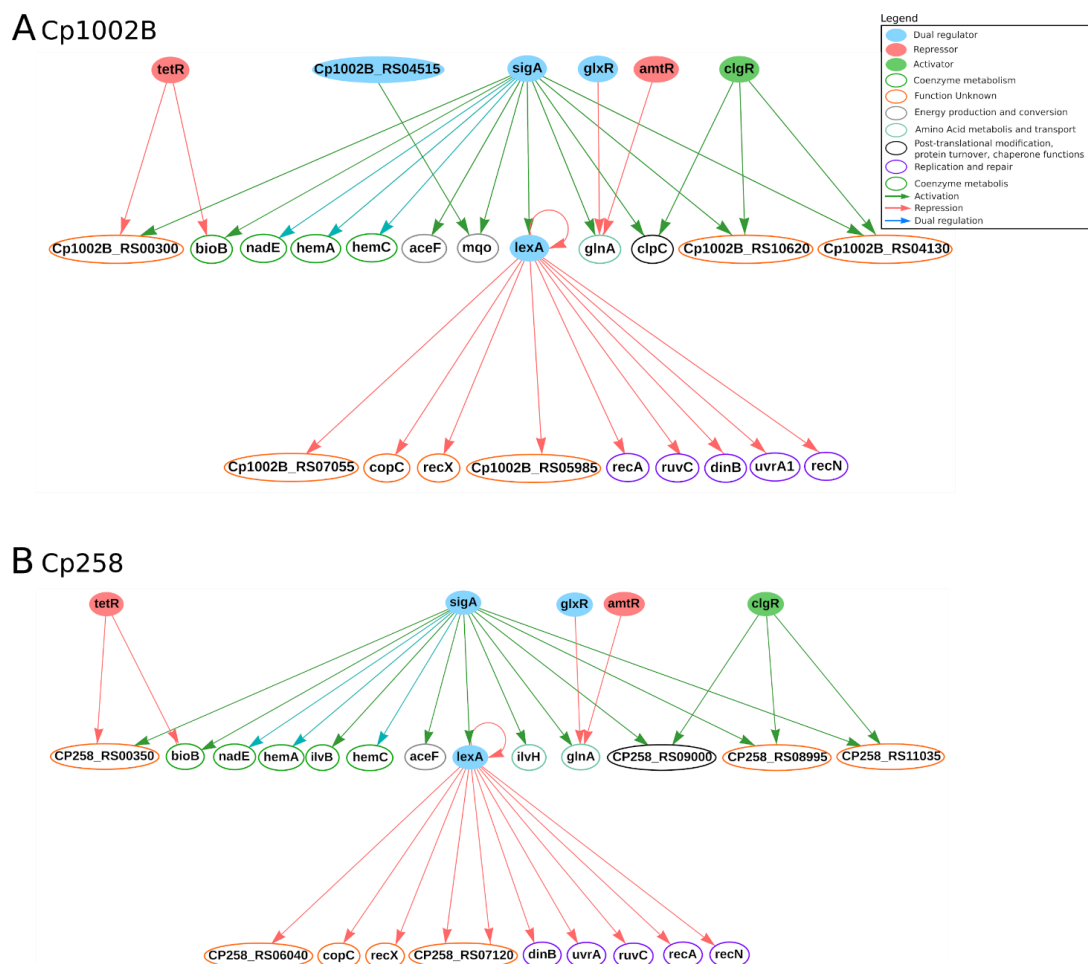 A Cp1002B
Legend
Dual regulator
Repressor
Activator
Coenzyme metabolism
Function Unknown
Energy production and conversion
Amino Acid metabolis and transport
Post-translational modification,
protein turnover, chaperone functions
Replication and repair
Coenzyme metabolis
Activation
Repression
Dual regulation
tetR
Cp1002B_RS04515
sigA
glxR
amtR
clgR
Cp1002B_RS00300
bioB
nadE
hemA
hemC
aceF
mqo
lexA
glnA
clpC
Cp1002B_RS10620
Cp1002B_RS04130
Cp1002B_RS07055
copC
recX
Cp1002B_RS05985
recA
ruvC
dinB
uvrA1
recN
B Cp258
tetR
sigA
glxR
amtR
clgR
CP258_RS00350
bioB
nadE
hemA
ilvB
hemC
aceF
lexA
ilvH
glnA
CP258_RS09000
CP258_RS08995
CP258_RS11035
CP258_RS06040
copC
recX
CP258_RS07120
dinB
uvrA
ruvC
recA
recN